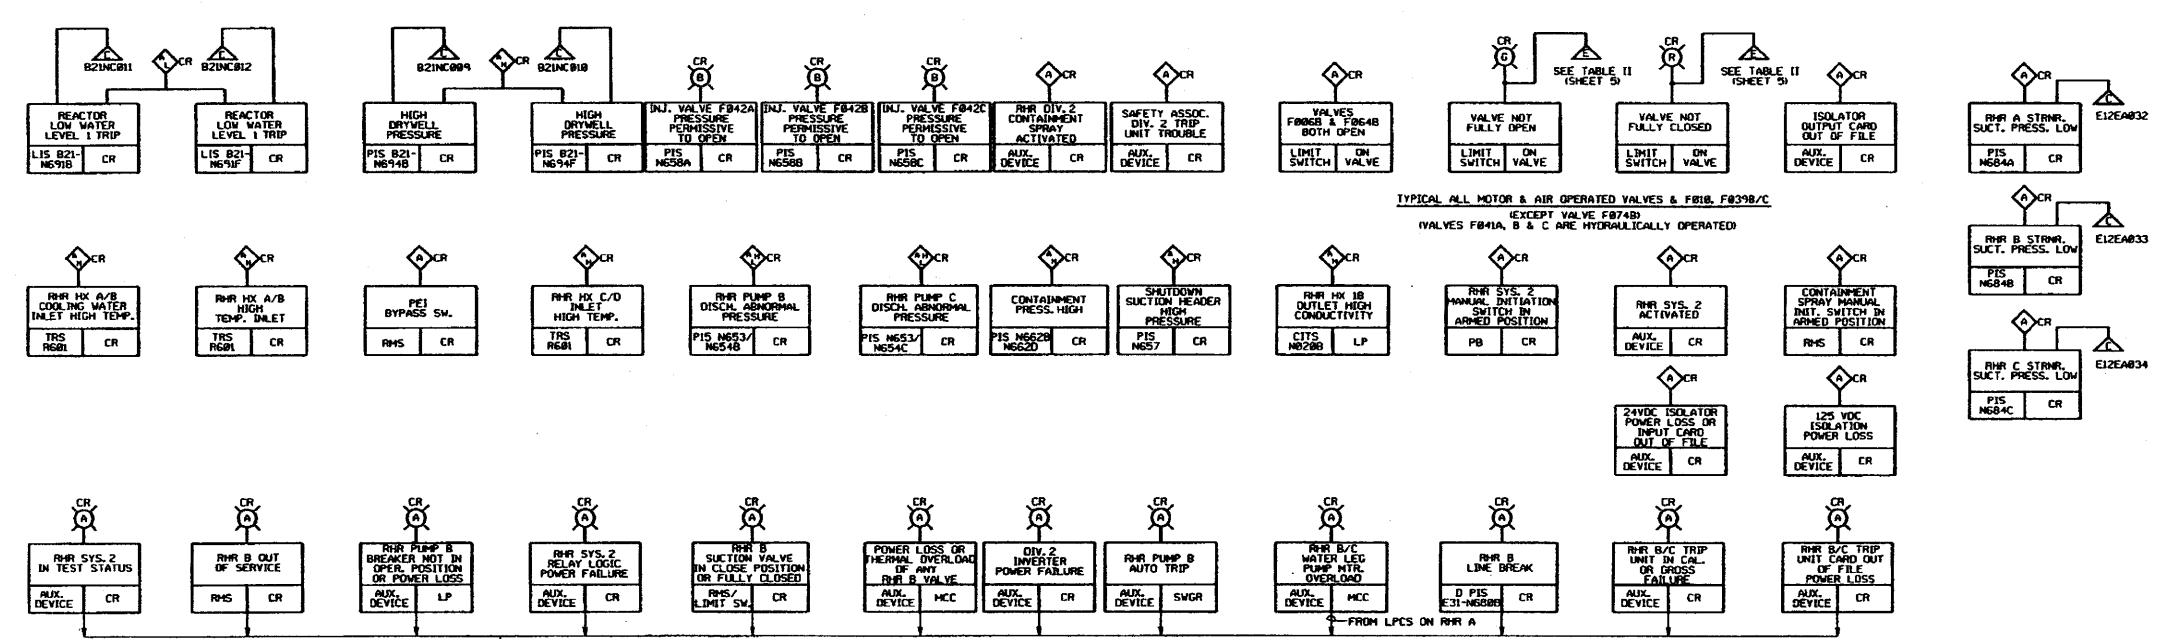 C
B21NC011
A L
CR
C
B21NC012
REACTOR
LOW WATER
LEVEL 1 TRIP
LIS B21-
N691B
CR
REACTOR
LOW WATER
LEVEL 1 TRIP
LIS B21-
N691F
CR
C
B21NC009
A H
CR
C
B21NC010
HIGH
DRYWELL
PRESSURE
PIS B21-
N694B
CR
HIGH
DRYWELL
PRESSURE
PIS B21-
N694F
CR
CR
B
INJ. VALVE F042A
PRESSURE
PERMISSIVE
TO OPEN
PIS
N658A
CR
CR
B
INJ. VALVE F042B
PRESSURE
PERMISSIVE
TO OPEN
PIS
N658B
CR
CR
B
INJ. VALVE F042C
PRESSURE
PERMISSIVE
TO OPEN
PIS
N658C
CR
A
CR
RHR DIV. 2
CONTAINMENT
SPRAY
ACTIVATED
AUX.
DEVICE
CR
A
CR
SAFETY ASSOC.
DIV. 2 TRIP
UNIT TROUBLE
AUX.
DEVICE
CR
A
CR
VALVES
F006B & F064B
BOTH OPEN
LIMIT
SWITCH
ON
VALVE
CR
G
E
SEE TABLE II
(SHEET 5)
VALVE NOT
FULLY OPEN
LIMIT
SWITCH
ON
VALVE
CR
R
E
SEE TABLE II
(SHEET 5)
VALVE NOT
FULLY CLOSED
LIMIT
SWITCH
ON
VALVE
A
CR
ISOLATOR
OUTPUT CARD
OUT OF FILE
AUX.
DEVICE
CR
A
CR
C
E12EA032
RHR A STRNR.
SUCT. PRESS. LOW
PIS
N684A
CR
TYPICAL ALL MOTOR & AIR OPERATED VALVES & F010, F039B/C
(EXCEPT VALVE F074B)
(VALVES F041A, B & C ARE HYDRAULICALLY OPERATED)
A
CR
C
E12EA033
RHR B STRNR.
SUCT. PRESS. LOW
PIS
N684B
CR
A H
CR
RHR HX A/B
COOLING WATER
INLET HIGH TEMP.
TRS
R601
CR
A H
CR
RHR HX A/B
HIGH
TEMP. INLET
TRS
R601
CR
A
CR
PEI
BYPASS SW.
RMS
CR
A H
CR
RHR HX C/D
INLET
HIGH TEMP.
TRS
R601
CR
CR
RHR PUMP B
DISCH. ABNORMAL
PRESSURE
PIS N653/
N654B
CR
CR
RHR PUMP C
DISCH. ABNORMAL
PRESSURE
PIS N653/
N654C
CR
A H
CR
CONTAINMENT
PRESS. HIGH
PIS N662B
N662D
CR
A H
CR
SHUTDOWN
SUCTION HEADER
HIGH
PRESSURE
PIS
N657
CR
CR
RHR HX 1B
OUTLET HIGH
CONDUCTIVITY
CITS
N020B
LP
A
CR
RHR SYS. 2
MANUAL INITIATION
SWITCH IN
ARMED POSITION
PB
CR
A
CR
RHR SYS. 2
ACTIVATED
AUX.
DEVICE
CR
A
CR
CONTAINMENT
SPRAY MANUAL
INIT. SWITCH IN
ARMED POSITION
RMS
CR
A
CR
C
E12EA034
RHR C STRNR.
SUCT. PRESS. LOW
PIS
N684C
CR
A
CR
24VDC ISOLATOR
POWER LOSS OR
INPUT CARD
OUT OF FILE
AUX.
DEVICE
CR
A
CR
125 VDC
ISOLATION
POWER LOSS
AUX.
DEVICE
CR
CR
A
RHR SYS. 2
IN TEST STATUS
AUX.
DEVICE
CR
CR
A
RHR B OUT
OF SERVICE
RMS
CR
CR
A
RHR PUMP B
BREAKER NOT IN
OPER. POSITION
OR POWER LOSS
AUX.
DEVICE
LP
CR
A
RHR SYS. 2
RELAY LOGIC
POWER FAILURE
AUX.
DEVICE
CR
CR
A
RHR B
SUCTION VALVE
IN CLOSE POSITION
OR FULLY CLOSED
RMS/
LIMIT SW.
CR
CR
A
POWER LOSS OR
THERMAL OVERLOAD
OF ANY
RHR B VALVE
AUX.
DEVICE
MCC
CR
A
DIV. 2
INVERTER
POWER FAILURE
AUX.
DEVICE
CR
CR
A
RHR PUMP B
AUTO TRIP
AUX.
DEVICE
SWGR
CR
A
RHR B/C
WATER LEG
PUMP MTR.
OVERLOAD
AUX.
DEVICE
MCC
CR
A
RHR B
LINE BREAK
D PIS
E31-N680B
CR
CR
A
RHR B/C TRIP
UNIT IN CAL.
OR GROSS
FAILURE
AUX.
DEVICE
CR
CR
A
RHR B/C TRIP
UNIT CARD OUT
OF FILE
POWER LOSS
AUX.
DEVICE
CR
FROM LPCS ON RHR A